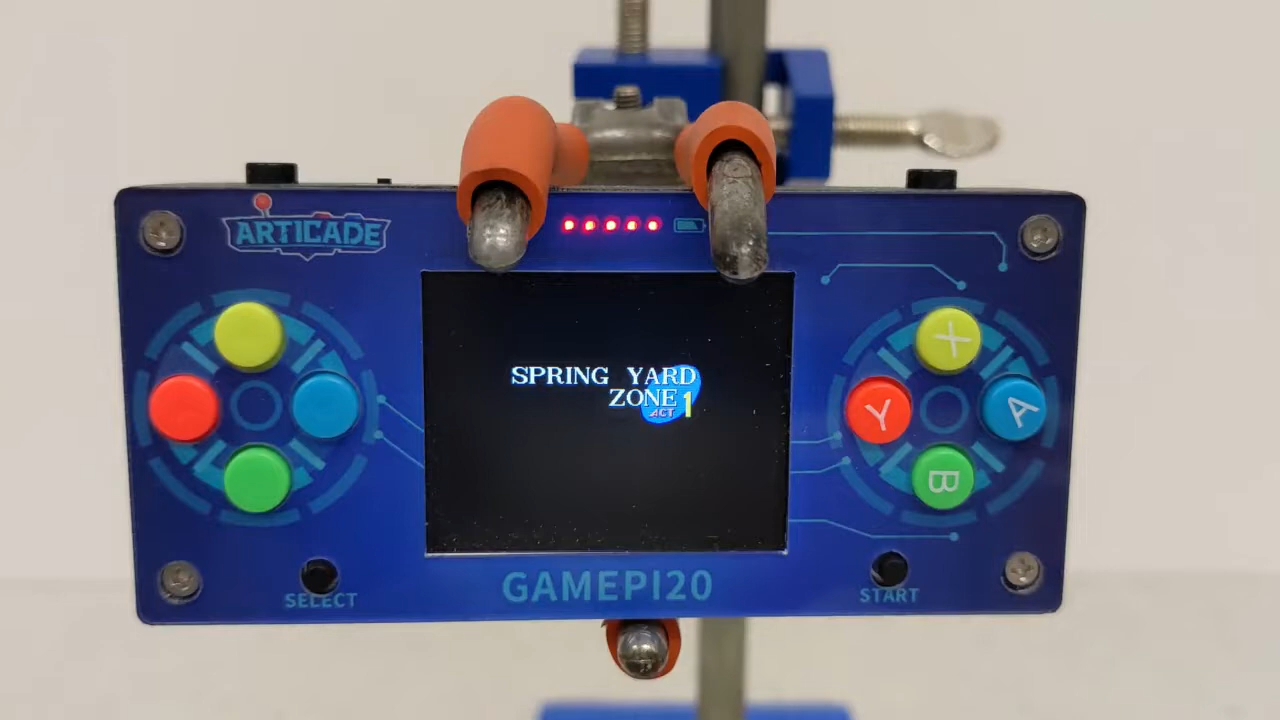 ARTICADE
SPRING YARD
ZONE
ACT 1
X
Y
A
B
SELECT
GAMEPI20
START